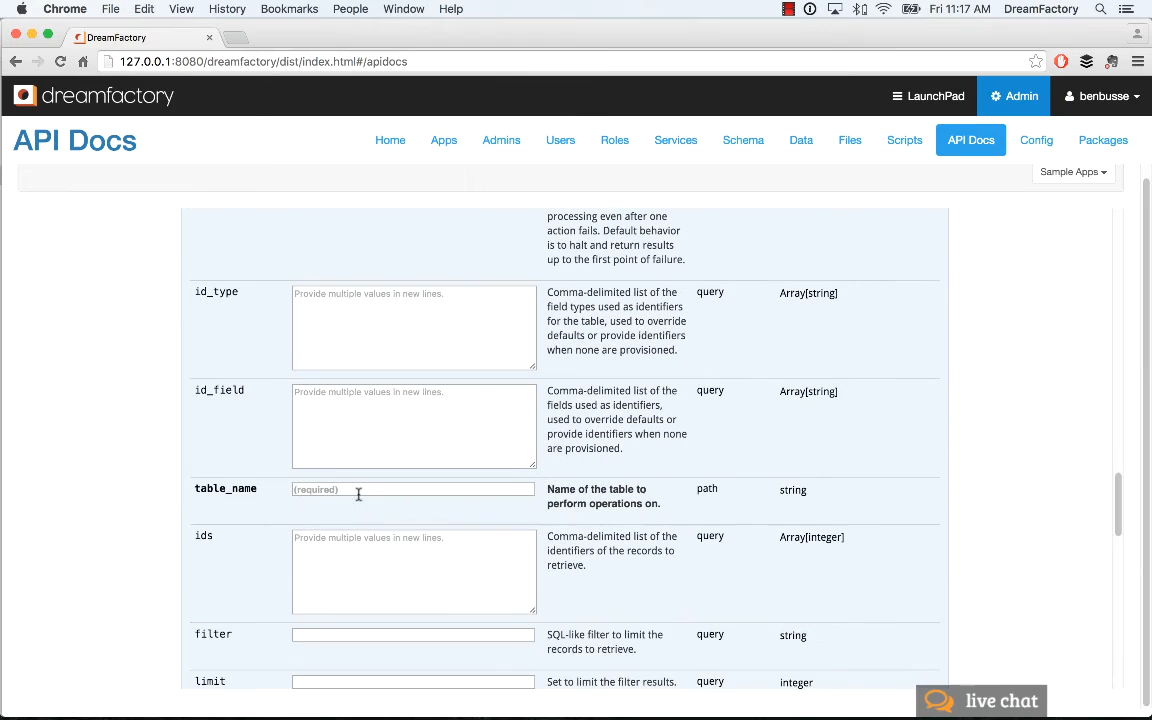 Chrome File Edit View History Bookmarks People Window Help Fri 11:17 AM DreamFactory
DreamFactory
127.0.0.1:8080/dreamfactory/dist/index.html#/apidocs
dreamfactory LaunchPad Admin benbusse
API Docs Home Apps Admins Users Roles Services Schema Data Files Scripts API Docs Config Packages
Sample Apps
processing even after one
action fails. Default behavior
is to halt and return results
up to the first point of failure.
id_type Provide multiple values in new lines. Comma-delimited list of the query Array[string]
field types used as identifiers
for the table, used to override
defaults or provide identifiers
when none are provisioned.
id_field Provide multiple values in new lines. Comma-delimited list of the query Array[string]
fields used as identifiers,
used to override defaults or
provide identifiers when none
are provisioned.
table_name (required) Name of the table to path string
perform operations on.
ids Provide multiple values in new lines. Comma-delimited list of the query Array[integer]
identifiers of the records to
retrieve.
filter SQL-like filter to limit the query string
records to retrieve.
limit Set to limit the filter results. query integer
live chat